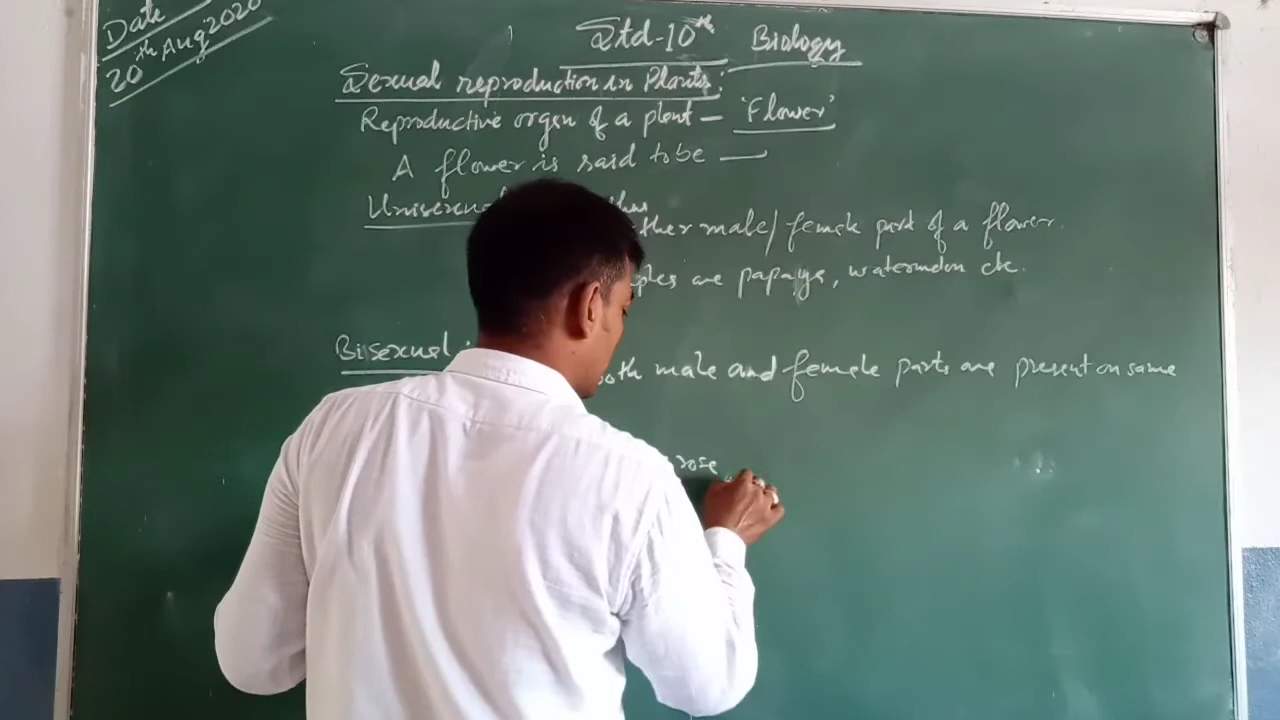 Date
20th Aug 2020
Std-10th Biology
Sexual reproduction in Plants:
Reproductive organ of a plant — 'Flower'
A flower is said to be —
Unisexual
ther male/female part of a flower.
ples are papaya, watermelon etc.
Bisexual : both male and female parts are present on same
rose